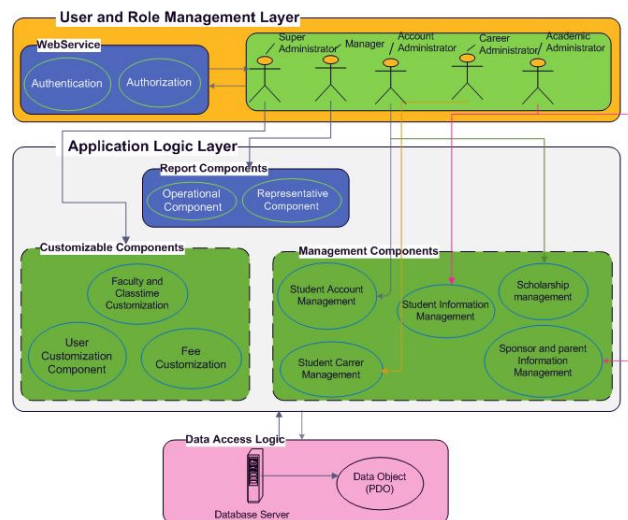 User and Role Management Layer
WebService
Authentication
Authorization
Super
Administrator
Manager
Account
Administrator
Career
Administrator
Academic
Administrator
Application Logic Layer
Report Components
Operational
Component
Representative
Component
Customizable Components
Faculty and
Classtime
Customization
User
Customization
Component
Fee
Customization
Management Components
Student Account
Management
Student Information
Management
Scholarship
management
Student Carrer
Management
Sponsor and parent
Information
Management
Data Access Logic
Database Server
Data Object
(PDO)